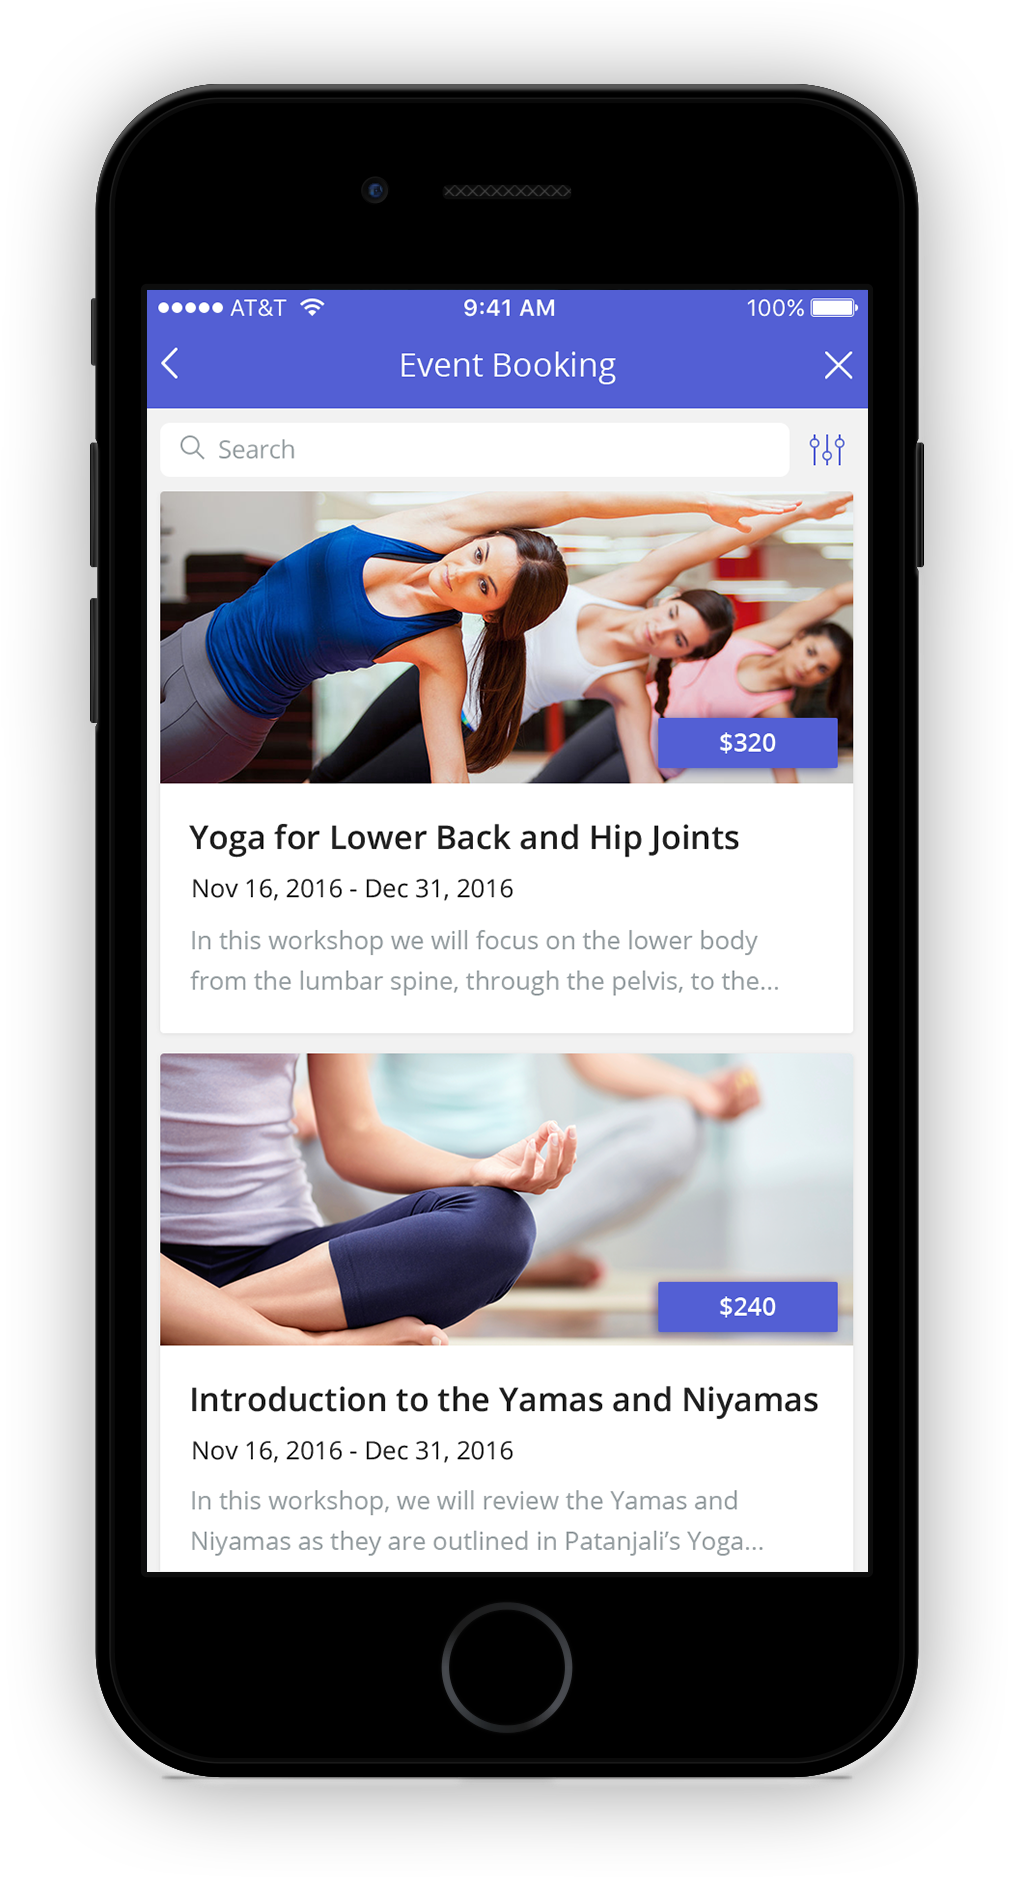 AT&T 9:41 AM 100%
Event Booking
Search
$320
Yoga for Lower Back and Hip Joints
Nov 16, 2016 - Dec 31, 2016
In this workshop we will focus on the lower body
from the lumbar spine, through the pelvis, to the...
$240
Introduction to the Yamas and Niyamas
Nov 16, 2016 - Dec 31, 2016
In this workshop, we will review the Yamas and
Niyamas as they are outlined in Patanjali’s Yoga...